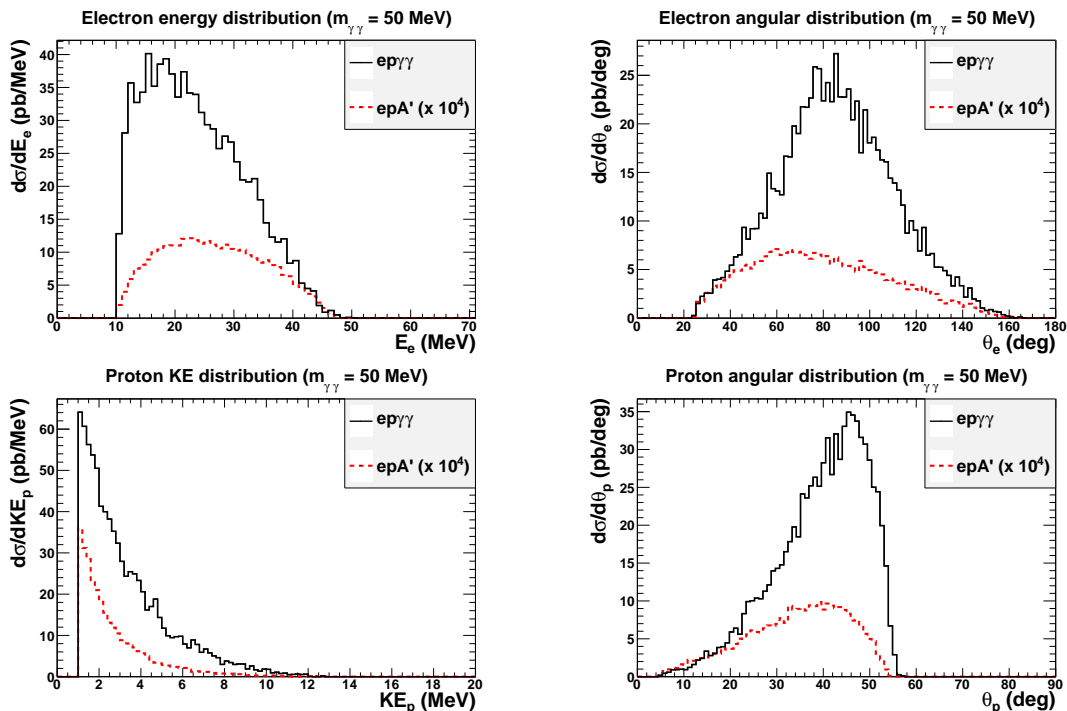 Electron energy distribution (m_γγ = 50 MeV)
dσ/dE_e (pb/MeV)
epγγ
epA' (x 10^4)
40
35
30
25
20
15
10
5
0
0 10 20 30 40 50 60 70
E_e (MeV)
Electron angular distribution (m_γγ = 50 MeV)
dσ/dθ_e (pb/deg)
epγγ
epA' (x 10^4)
25
20
15
10
5
0
0 20 40 60 80 100 120 140 160 180
θ_e (deg)
Proton KE distribution (m_γγ = 50 MeV)
dσ/dKE_p (pb/MeV)
epγγ
epA' (x 10^4)
60
50
40
30
20
10
0
0 2 4 6 8 10 12 14 16 18 20
KE_p (MeV)
Proton angular distribution (m_γγ = 50 MeV)
dσ/dθ_p (pb/deg)
epγγ
epA' (x 10^4)
35
30
25
20
15
10
5
0
0 10 20 30 40 50 60 70 80 90
θ_p (deg)